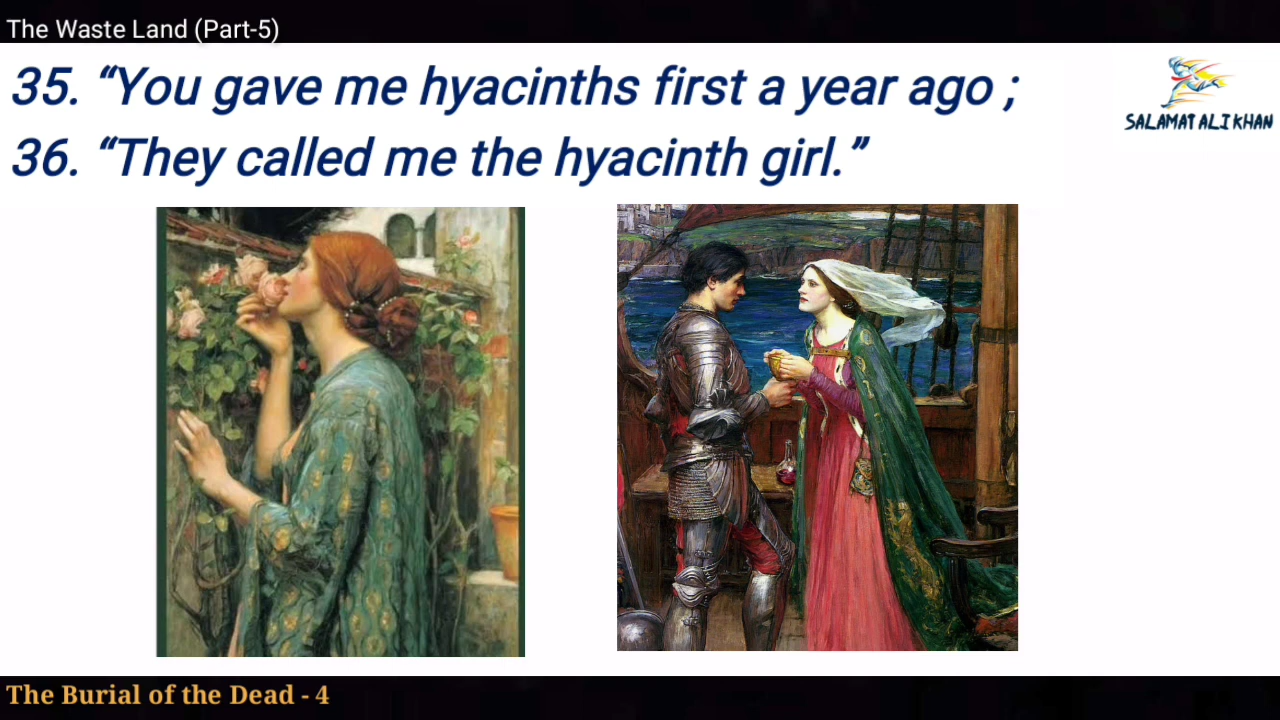 The Waste Land (Part-5)
35. “You gave me hyacinths first a year ago ;
36. “They called me the hyacinth girl.”
SALAMAT ALI KHAN
The Burial of the Dead - 4